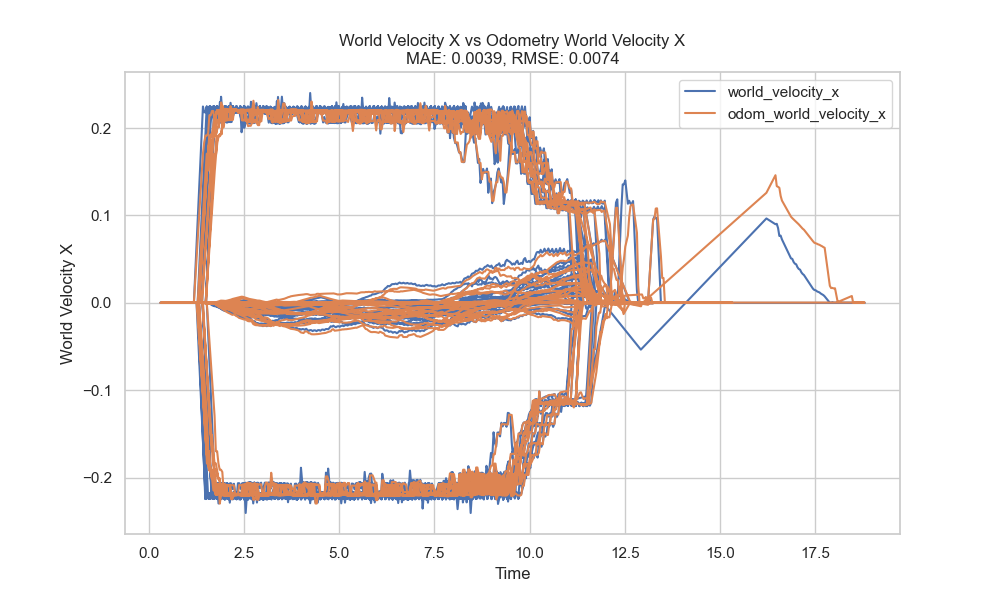 World Velocity X vs Odometry World Velocity X
MAE: 0.0039, RMSE: 0.0074
world_velocity_x
odom_world_velocity_x
0.2
0.1
0.0
−0.1
−0.2
World Velocity X
0.0 2.5 5.0 7.5 10.0 12.5 15.0 17.5
Time